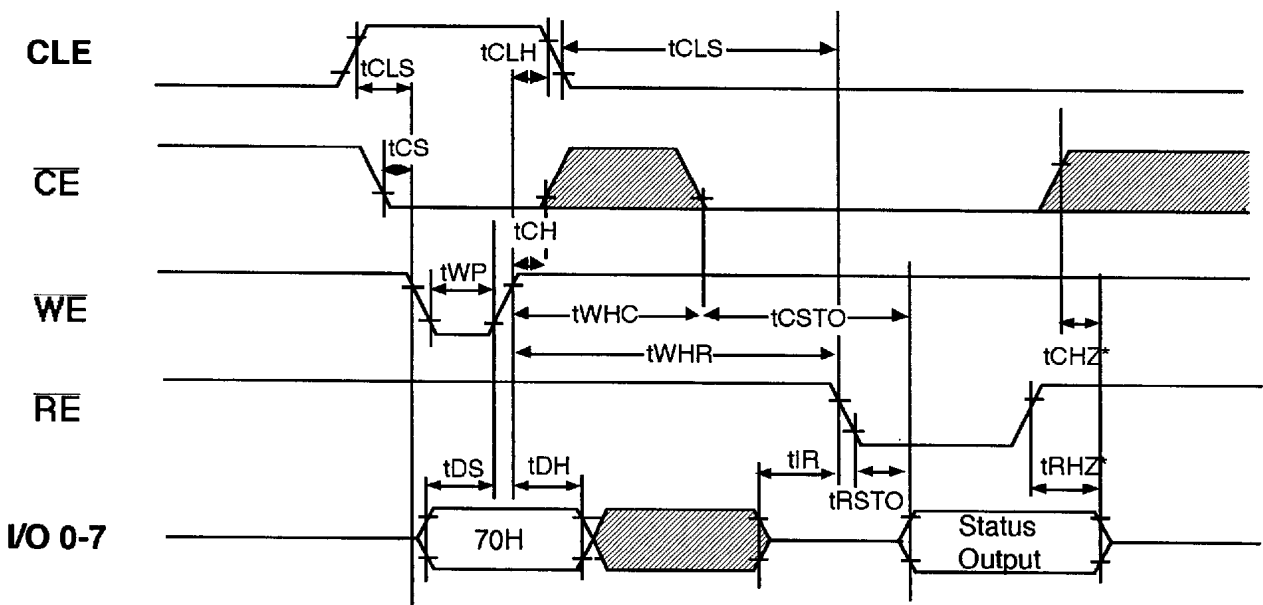 CLE
tCLS
tCLH
tCLS
CE
tCS
tCH
WE
tWP
tWHC
tCSTO
tWHR
tCHZ*
RE
tDS
tDH
tIR
tRSTO
tRHZ*
I/O 0-7
70H
Status
Output